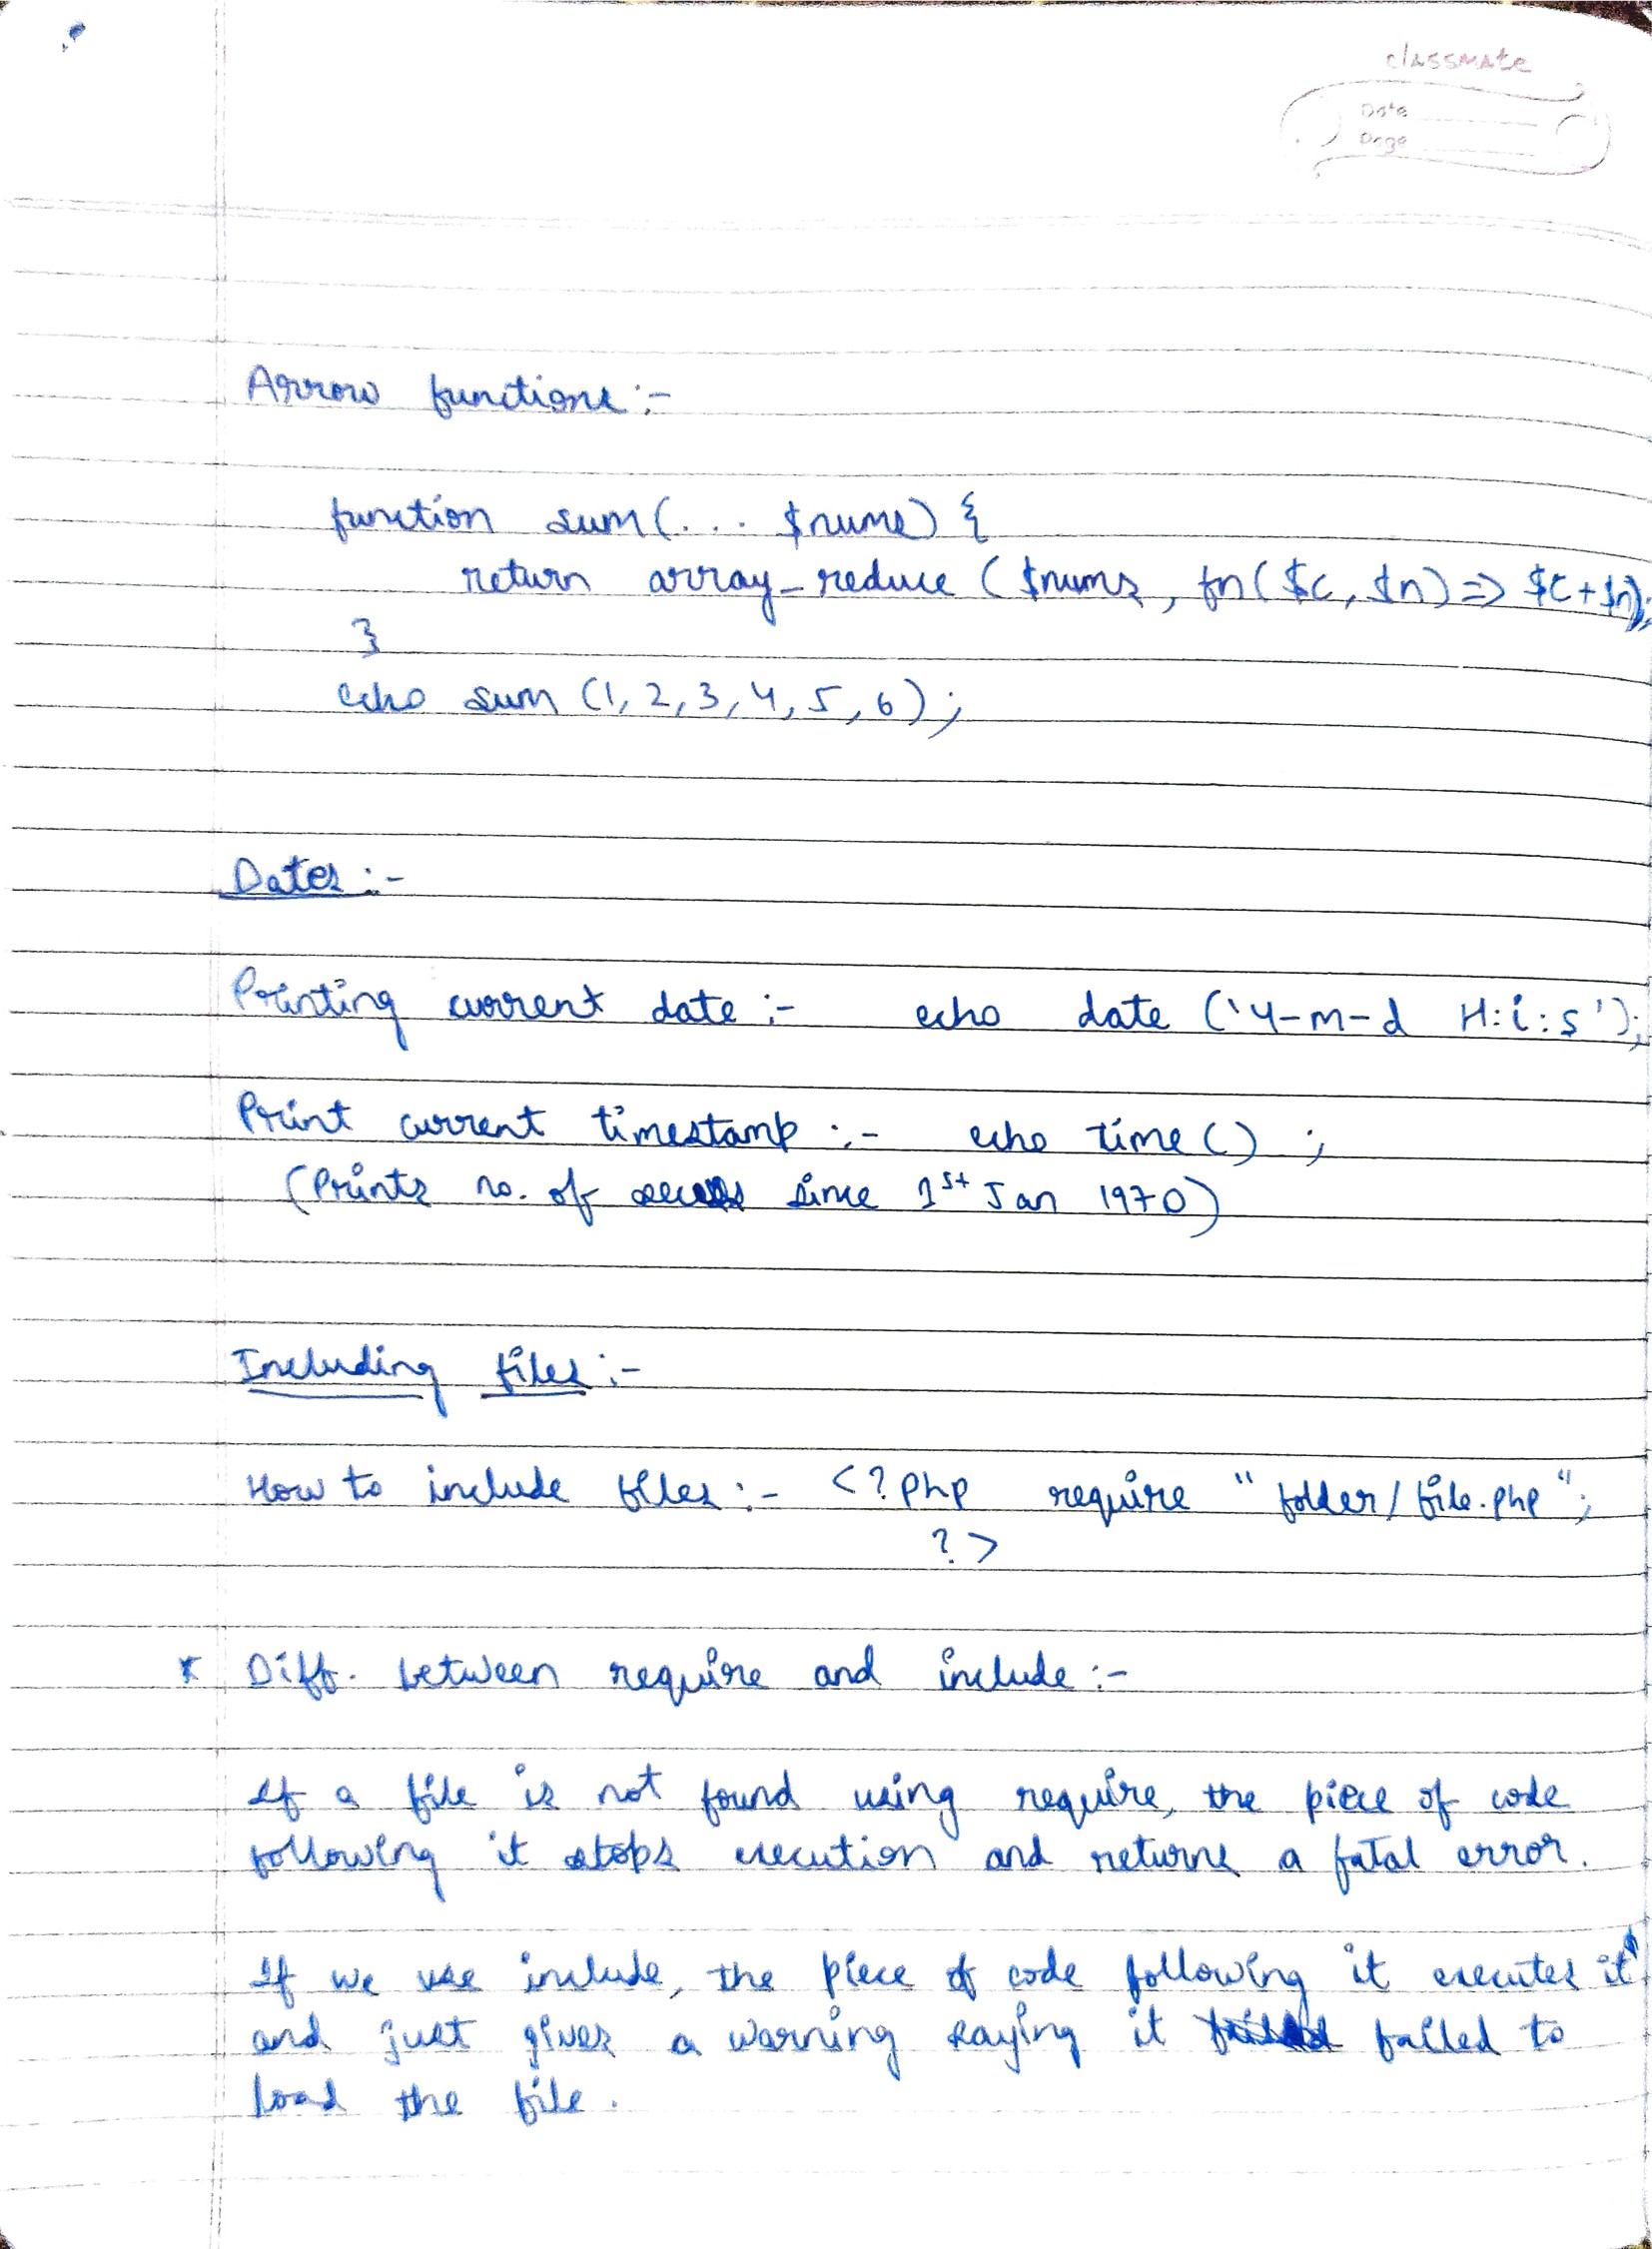 classmate
Date
Page
Arrow functions :-
function sum(... $nums) {
return array_reduce ($nums, fn($c, $n) => $c + $n);
}
echo sum (1, 2, 3, 4, 5, 6) ;
Dates :-
Printing current date :- echo date ('Y-m-d H:i:s');
Print current timestamp :- echo time() ;
(Prints no. of secs since 1st Jan 1970)
Including files :-
How to include files :- <?php require "folder/file.php";
?>
* Diff. between require and include :-
If a file is not found using require, the piece of code
following it stops execution and returns a fatal error.
If we use include, the piece of code following it executes it
and just gives a warning saying it failed to
load the file.